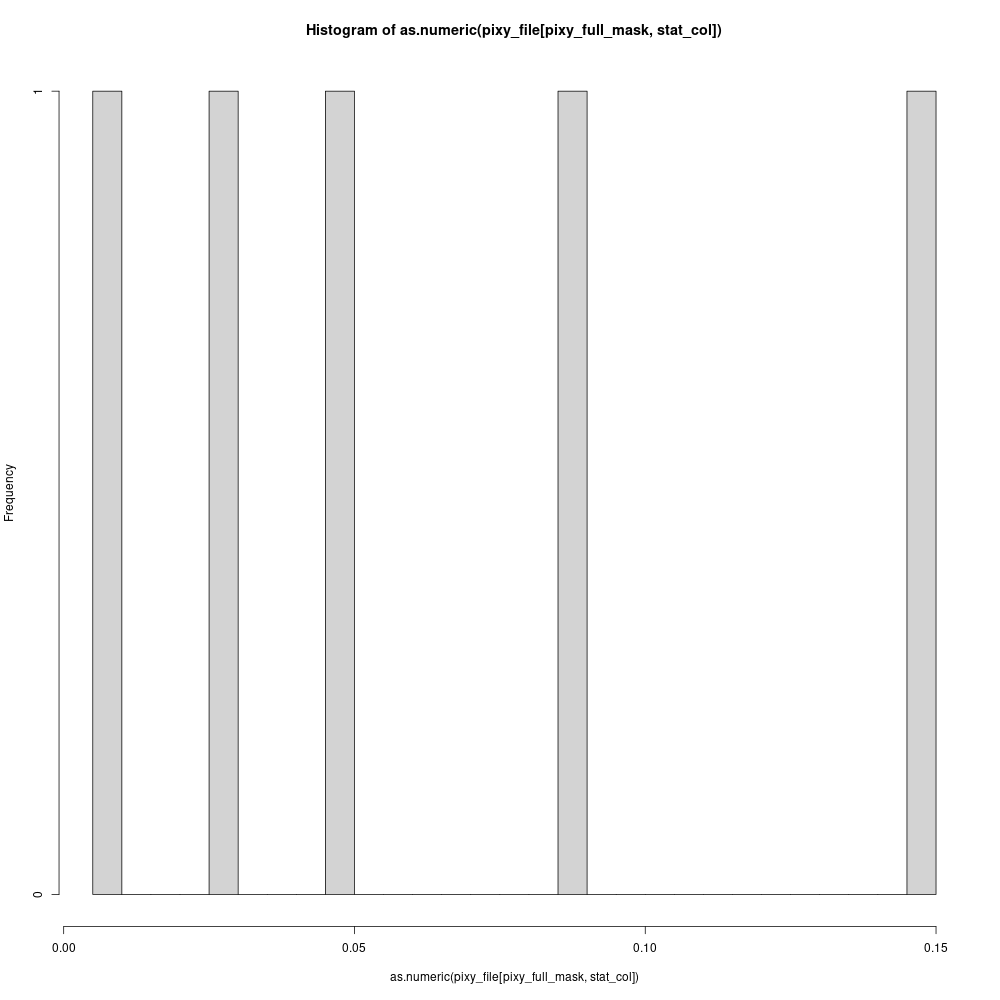 Histogram of as.numeric(pixy_file[pixy_full_mask, stat_col])
1
Frequency
0
0.00 0.05 0.10 0.15
as.numeric(pixy_file[pixy_full_mask, stat_col])